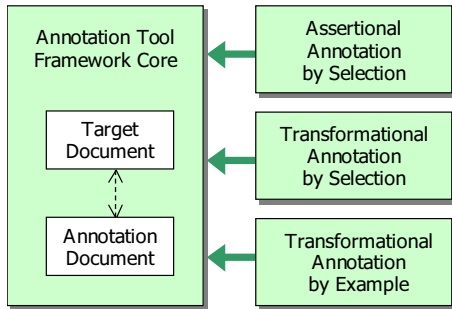 Annotation Tool
Framework Core
Target
Document
Annotation
Document
Assertional
Annotation
by Selection
Transformational
Annotation
by Selection
Transformational
Annotation
by Example